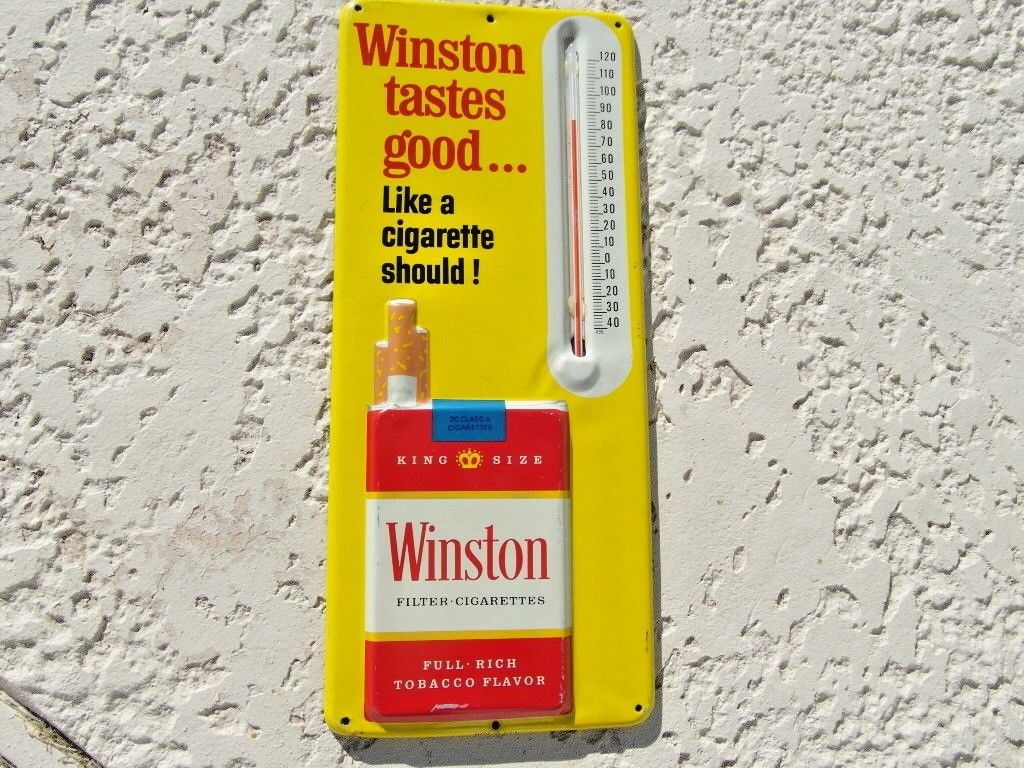 Winston
tastes
good...
Like a
cigarette
should!
120
110
100
90
80
70
60
50
40
30
20
10
0
10
20
30
40
20 CLASS A
CIGARETTES
KING SIZE
Winston
FILTER·CIGARETTES
FULL·RICH
TOBACCO FLAVOR